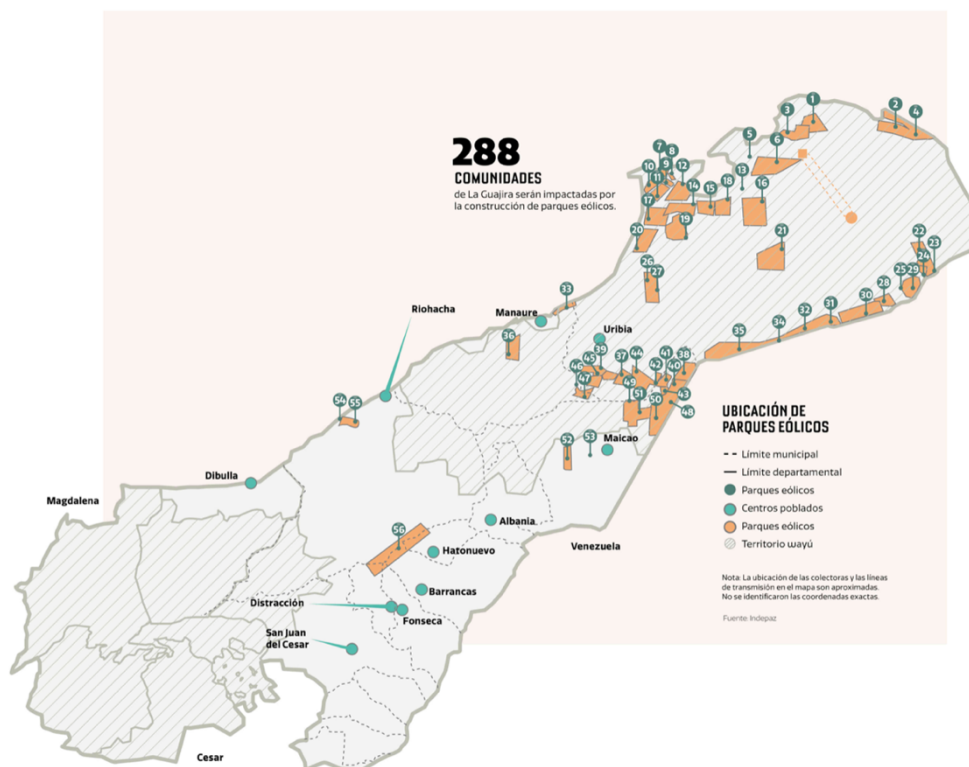 288
COMUNIDADES
de La Guajira serán impactadas por
la construcción de parques eólicos.
1
2
3
4
5
6
7
8
9
10
11
12
13
14
15
16
17
18
19
20
21
22
23
24
25
29
28
26
27
30
31
32
33
34
35
Riohacha
Manaure
Uribia
36
39
45
37
44
42
41
38
40
46
47
49
51
50
43
48
54
55
52
53
Maicao
UBICACIÓN DE
PARQUES EÓLICOS
Límite municipal
Límite departamental
Parques eólicos
Centros poblados
Parques eólicos
Territorio wayú
Nota: La ubicación de las colectoras y las líneas
de transmisión en el mapa son aproximadas.
No se identificaron las coordenadas exactas.
Fuente: Indepaz
Dibulla
Magdalena
56
Albania
Venezuela
Hatonuevo
Barrancas
Distracción
Fonseca
San Juan
del Cesar
Cesar